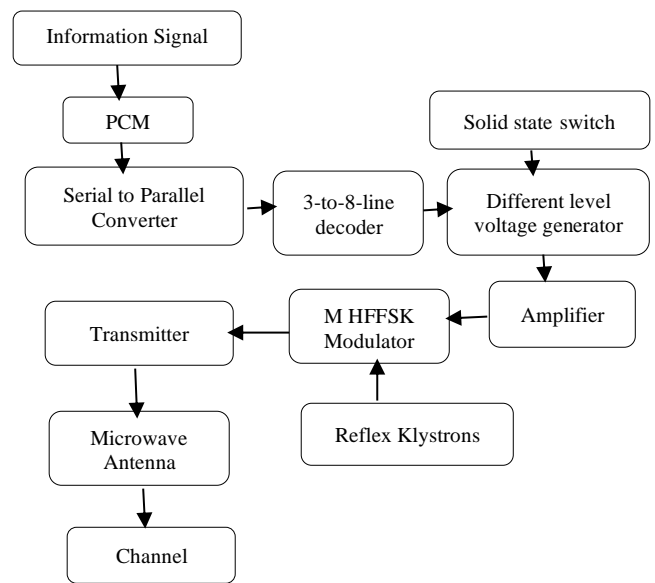 Information Signal
PCM
Solid state switch
Serial to Parallel
Converter
3-to-8-line
decoder
Different level
voltage generator
Transmitter
M HFFSK
Modulator
Amplifier
Microwave
Antenna
Reflex Klystrons
Channel